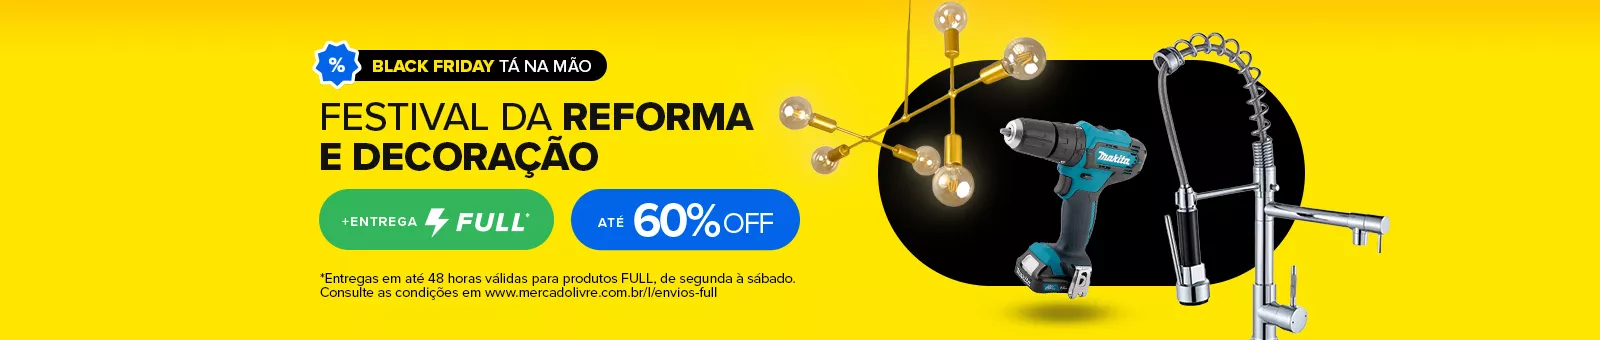 % BLACK FRIDAY TÁ NA MÃO
FESTIVAL DA REFORMA
E DECORAÇÃO
+ENTREGA FULL*
ATÉ 60% OFF
*Entregas em até 48 horas válidas para produtos FULL, de segunda à sábado.
Consulte as condições em www.mercadolivre.com.br/l/envios-full
makita